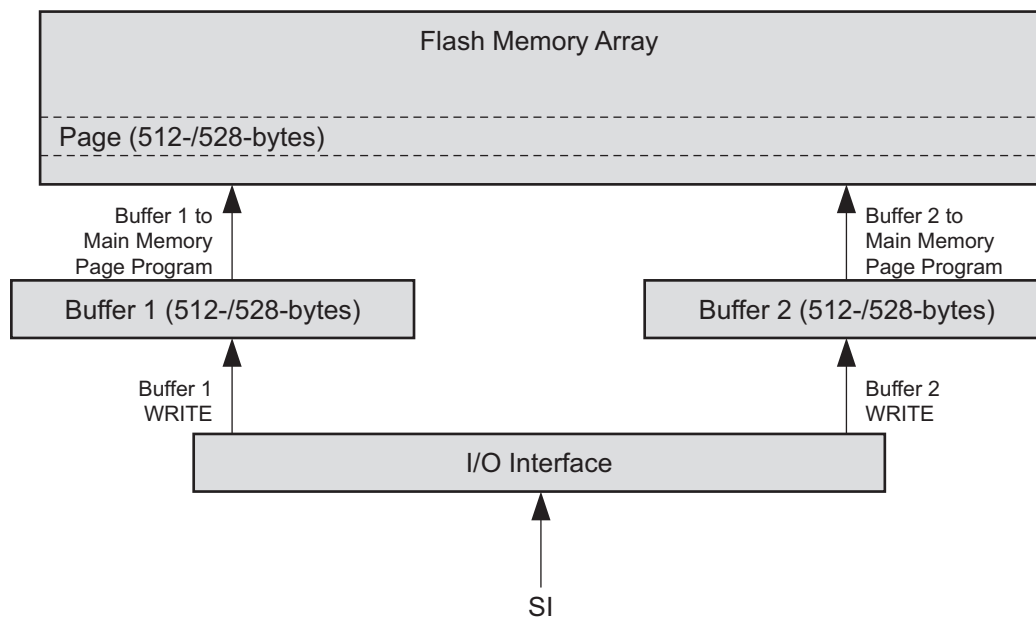 Flash Memory Array
Page (512-/528-bytes)
Buffer 1 to
Main Memory
Page Program
Buffer 2 to
Main Memory
Page Program
Buffer 1 (512-/528-bytes)
Buffer 2 (512-/528-bytes)
Buffer 1
WRITE
Buffer 2
WRITE
I/O Interface
SI